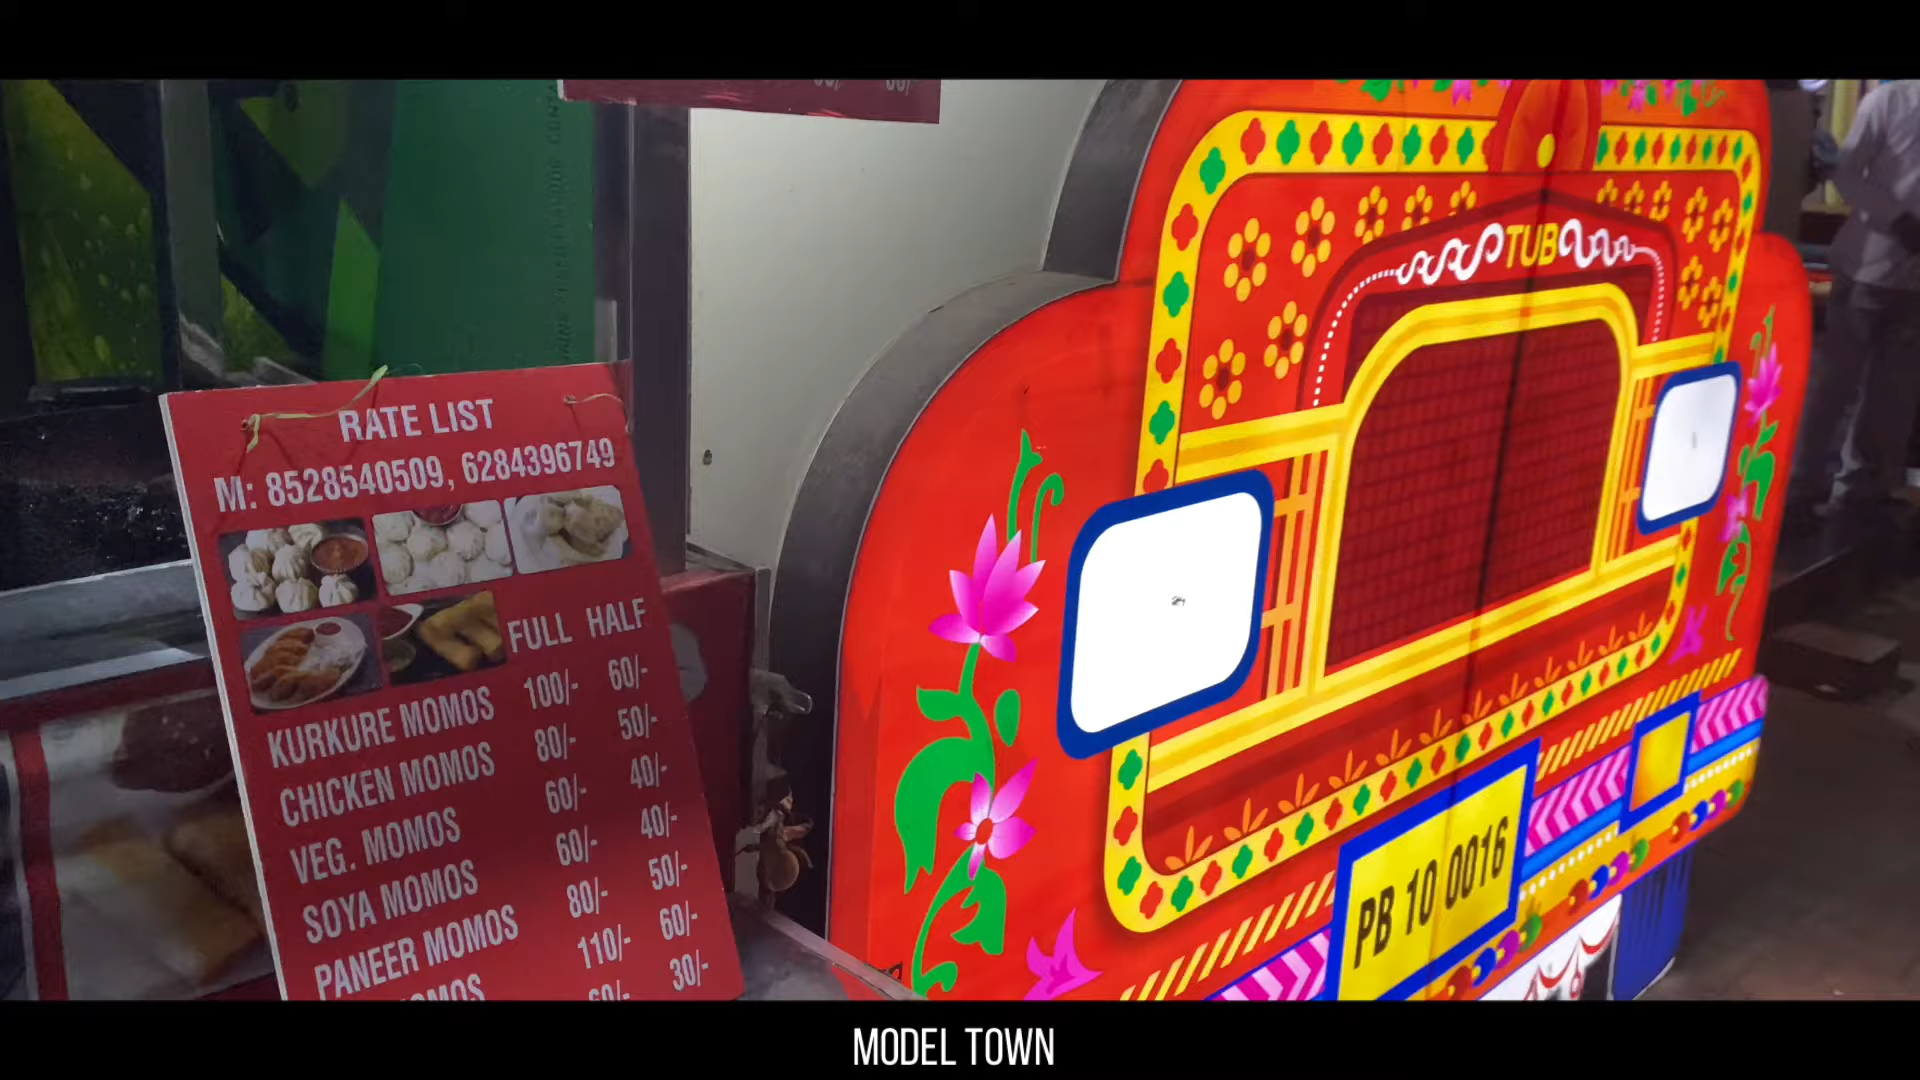 RATE LIST
M: 8528540509, 6284396749
FULL HALF
KURKURE MOMOS 100/- 60/-
CHICKEN MOMOS 80/- 50/-
VEG. MOMOS 60/- 40/-
SOYA MOMOS 60/- 40/-
PANEER MOMOS 80/- 50/-
110/- 60/-
60/- 30/-
TUB
PB 10 0016
MODEL TOWN